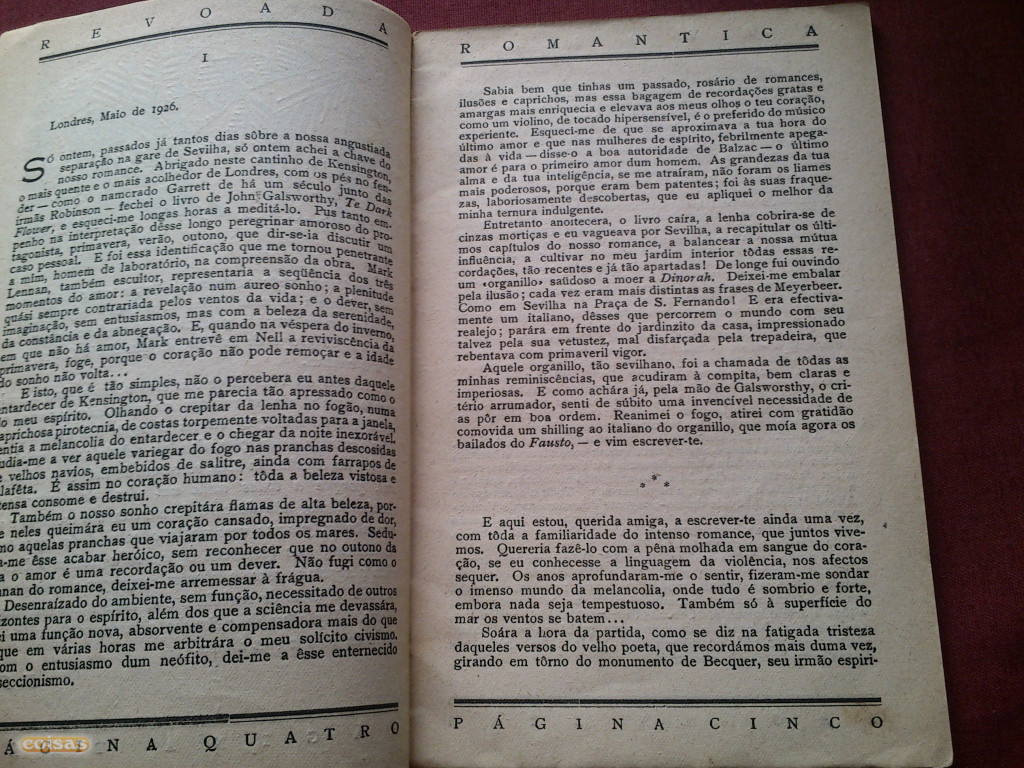 REVOADA
I
Londres, Maio de 1926.
Só ontem, passados já tantos dias sôbre a nossa angustiada
separação na gare de Sevilha, só ontem achei a chave do
nosso romance. Abrigado neste cantinho de Kensington,
o mais quente e o mais acolhedor de Londres, com os pés no fen-
der — como o namorado Garrett de há um século junto das
irmãs Robinson — fechei o livro de John Galsworthy, Te Dark
Flower, e esqueci-me longas horas a meditá-lo. Pus tanto em-
penho na interpretação dêsse longo peregrinar amoroso do pro-
tagonista, primavera, verão, outono, que dir-se-ia discutir um
caso pessoal. E foi essa identificação que me tornou penetrante
a mim, homem de laboratório, na compreensão da obra. Mark
Lennan, também escultor, representaria a seqüência dos três
momentos do amor: a revelação num aureo sonho; a plenitude
quási sempre contrariada pelos ventos da vida; e o dever, sem
imaginação, sem entusiasmos, mas com a beleza da serenidade,
da constância e da abnegação. E, quando na véspera do inverno,
em que não há amor, Mark entrevê em Nell a reviviscência da
primavera, foge, porque o coração não pode remoçar e a idade
do sonho não volta...
E isto, que é tão simples, não o percebera eu antes daquele
entardecer de Kensington, que me parecia tão apressado como o
meu espírito. Olhando o crepitar da lenha no fogão, numa
caprichosa pirotecnia, de costas torpemente voltadas para a janela,
entia a melancolia do entardecer e o chegar da noite inexorável.
udia-me a ver aquele variegar do fogo nas pranchas descosidas
e velhos navios, embebidos de salitre, ainda com farrapos de
lafêta. É assim no coração humano: tôda a beleza vistosa e
tensa consome e destrui.
Também o nosso sonho crepitára flamas de alta beleza, por-
e neles queimára eu um coração cansado, impregnado de dor,
mo aquelas pranchas que viajaram por todos os mares. Sedu-
a-me êsse acabar heróico, sem reconhecer que no outono da
a o amor é uma recordação ou um dever. Não fugi como o
nnan do romance, deixei-me arremessar à frágua.
Desenraízado do ambiente, sem função, necessitado de outros
izontes para o espírito, além dos que a sciência me devassára,
ei uma função nova, absorvente e compensadora mais do que
que em várias horas me arbitrára o meu solícito civismo.
om o entusiasmo dum neófito, dei-me a êsse enternecido
seccionismo.
ÁGINA QUATRO
coisas
ROMANTICA
Sabia bem que tinhas um passado, rosário de romances,
ilusões e caprichos, mas essa bagagem de recordações gratas e
amargas mais enriquecia e elevava aos meus olhos o teu coração,
como um violino, de tocado hipersensível, é o preferido do músico
experiente. Esqueci-me de que se aproximava a tua hora do
último amor e que nas mulheres de espírito, febrilmente apega-
das à vida — disse-o a boa autoridade de Balzac — o último
amor é para o primeiro amor dum homem. As grandezas da tua
alma e da tua inteligência, se me atraíram, não foram os liames
mais poderosos, porque eram bem patentes; foi às suas fraque-
zas, laboriosamente descobertas, que eu apliquei o melhor da
minha ternura indulgente.
Entretanto anoitecera, o livro caíra, a lenha cobrira-se de
cinzas mortiças e eu vagueava por Sevilha, a recapitular os últi-
mos capítulos do nosso romance, a balancear a nossa mútua
influência, a cultivar no meu jardim interior tôdas essas re-
cordações, tão recentes e já tão apartadas! De longe fui ouvindo
um «organillo» saüdoso a moer a Dinorah. Deixei-me embalar
pela ilusão; cada vez eram mais distintas as frases de Meyerbeer.
Como em Sevilha na Praça de S. Fernando! E era efectiva-
mente um italiano, dêsses que percorrem o mundo com seu
realejo; parára em frente do jardinzito da casa, impressionado
talvez pela sua vetustez, mal disfarçada pela trepadeira, que
rebentava com primaveril vigor.
Aquele organillo, tão sevilhano, foi a chamada de tôdas as
minhas reminiscências, que acudiram à compita, bem claras e
imperiosas. E como achára já, pela mão de Galsworthy, o cri-
tério arrumador, senti de súbito uma invencível necessidade de
as pôr em boa ordem. Reanimei o fogo, atirei com gratidão
comovida um shilling ao italiano do organillo, que moía agora os
bailados do Fausto, — e vim escrever-te.
* * *
E aqui estou, querida amiga, a escrever-te ainda uma vez,
com tôda a familiaridade do intenso romance, que juntos vive-
mos. Quereria fazê-lo com a pêna molhada em sangue do cora-
ção, se eu conhecesse a linguagem da violência, nos afectos
sequer. Os anos aprofundaram-me o sentir, fizeram-me sondar
o imenso mundo da melancolia, onde tudo é sombrio e forte,
embora nada seja tempestuoso. Também só à superfície do
mar os ventos se batem...
Soára a hora da partida, como se diz na fatigada tristeza
daqueles versos do velho poeta, que recordámos mais duma vez,
girando em tôrno do monumento de Becquer, seu irmão espiri-
PÁGINA CINCO